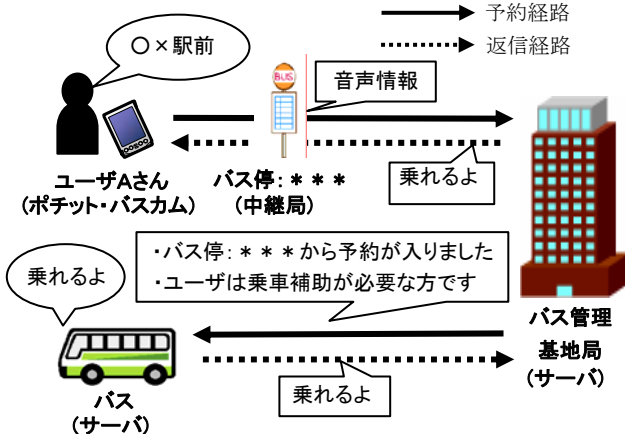 予約経路
返信経路
○×駅前
BUS
音声情報
乗れるよ
ユーザAさん
(ポチット・バスカム)
バス停：＊＊＊
(中継局)
・バス停：＊＊＊から予約が入りました
・ユーザは乗車補助が必要な方です
乗れるよ
バス管理
基地局
(サーバ)
乗れるよ
バス
(サーバ)